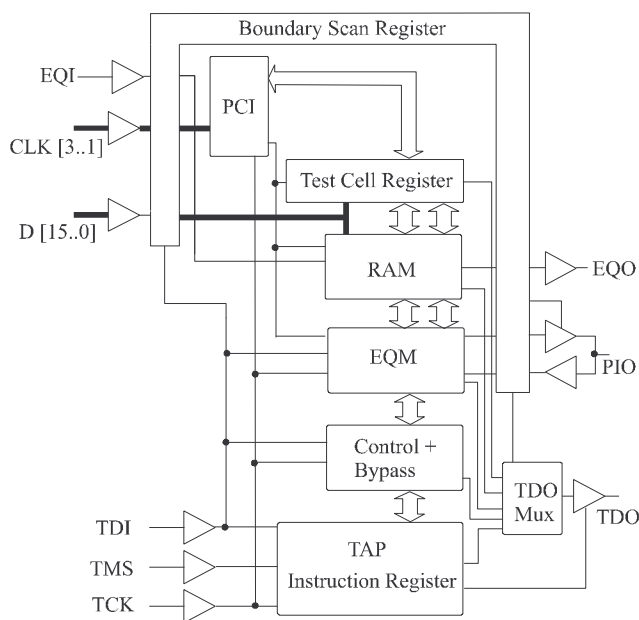 Boundary Scan Register
EQI
PCI
CLK [3..1]
Test Cell Register
D [15..0]
RAM
EQO
EQM
PIO
Control +
Bypass
TDO
Mux
TDO
TDI
TAP
TMS
Instruction Register
TCK